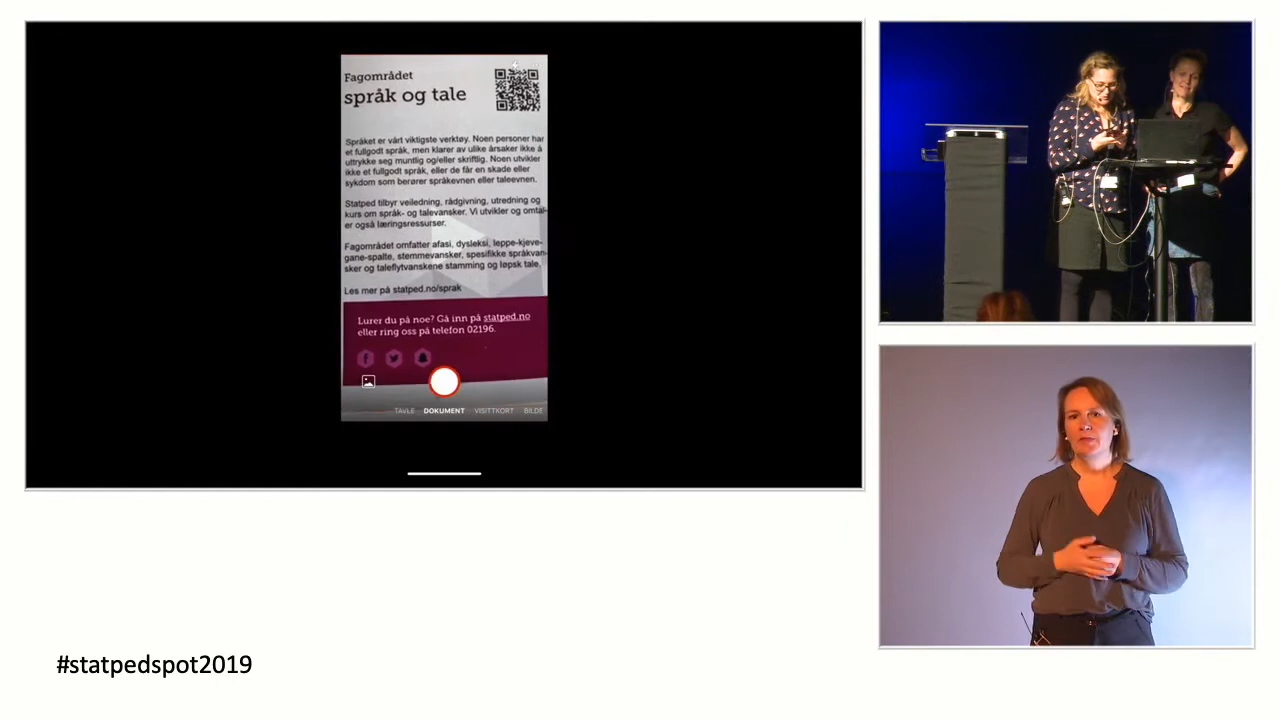 Fagområdet
språk og tale
Språket er vårt viktigste verktøy. Noen personer har
et fullgodt språk, men klarer av ulike årsaker ikke å
uttrykke seg muntlig og/eller skriftlig. Noen utvikler
ikke et fullgodt språk, eller de får en skade eller
sykdom som berører språkevnen eller taleevnen.
Statped tilbyr veiledning, rådgivning, utredning og
kurs om språk- og talevansker. Vi utvikler og omtal-
er også læringsressurser.
Fagområdet omfatter afasi, dysleksi, leppe-kjeve-
gane-spalte, stemmevansker, spesifikke språkvan-
sker og taleflytvanskene stamming og løpsk tale.
Les mer på statped.no/sprak
Lurer du på noe? Gå inn på statped.no
eller ring oss på telefon 02196.
TAVLE DOKUMENT VISITTKORT BILDE
#statpedspot2019